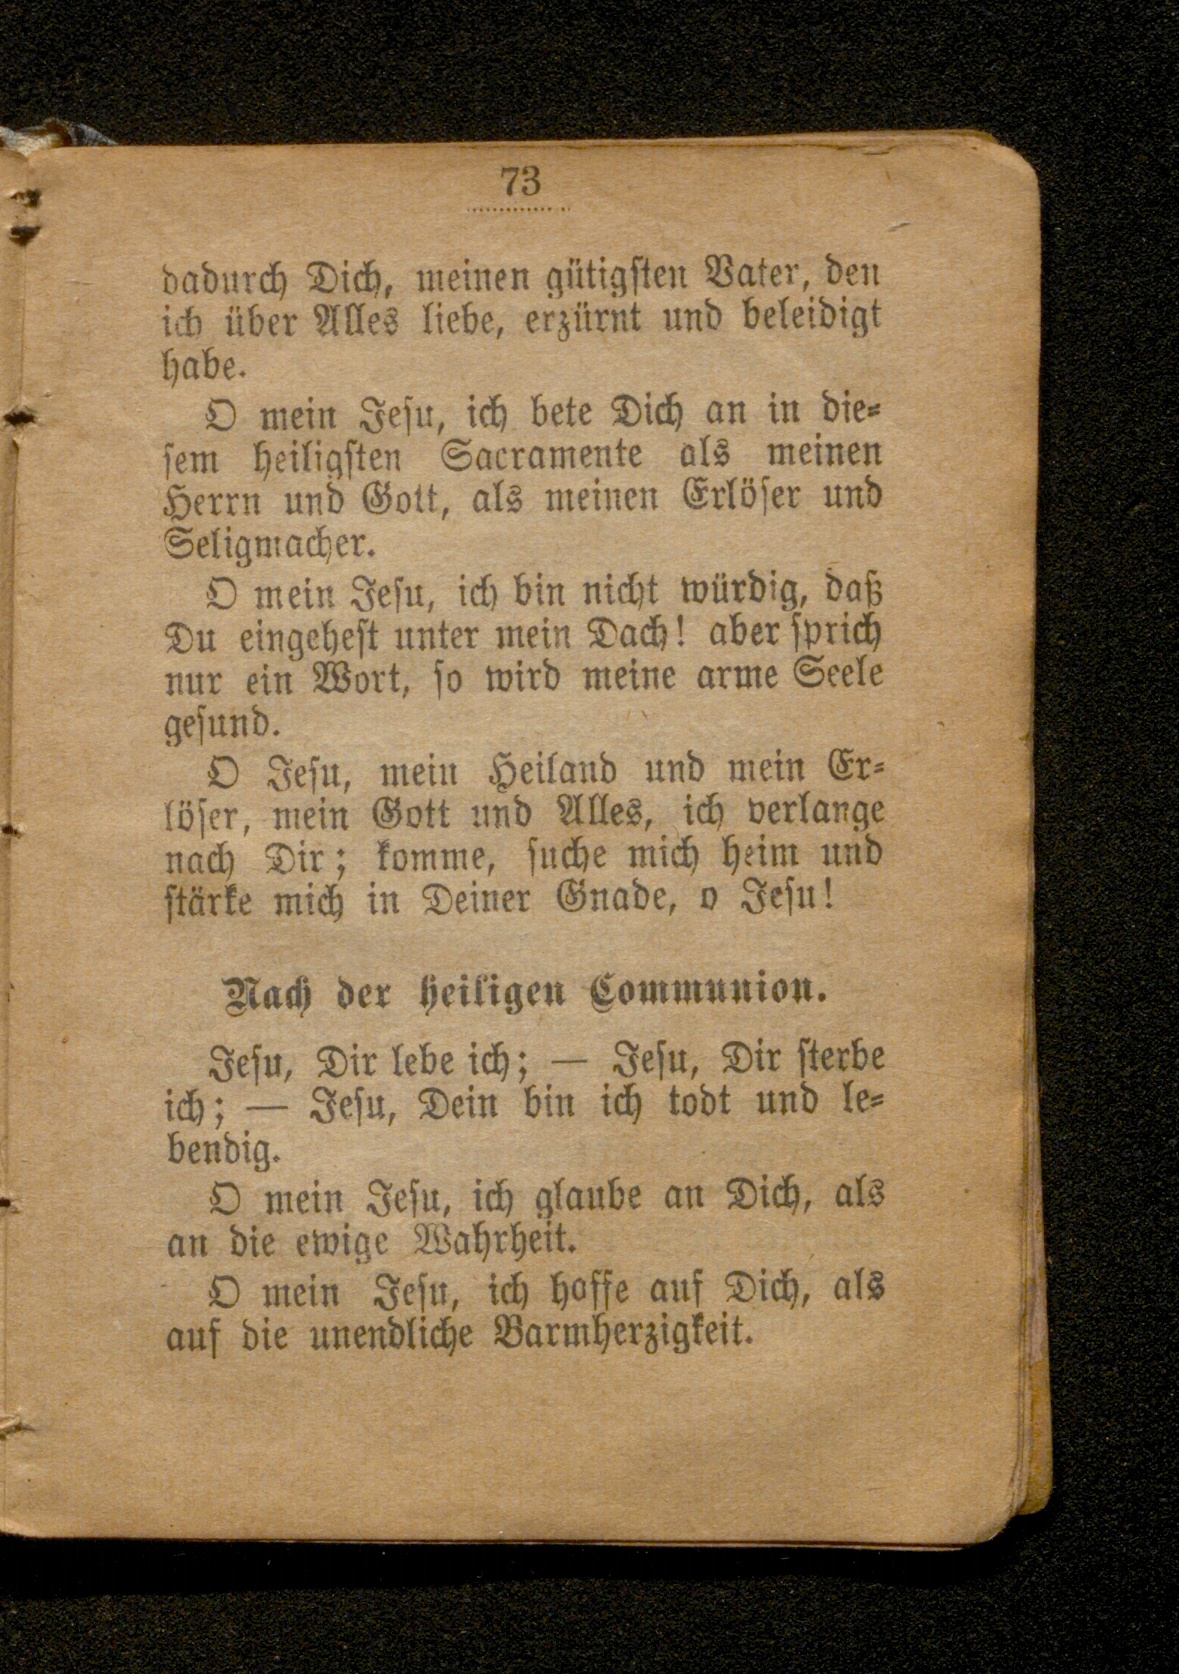 73
dadurch Dich, meinen gütigsten Vater, den
ich über Alles liebe, erzürnt und beleidigt
habe.
O mein Jesu, ich bete Dich an in die=
sem heiligsten Sacramente als meinen
Herrn und Gott, als meinen Erlöser und
Seligmacher.
O mein Jesu, ich bin nicht würdig, daß
Du eingehest unter mein Dach! aber sprich
nur ein Wort, so wird meine arme Seele
gesund.
O Jesu, mein Heiland und mein Er=
löser, mein Gott und Alles, ich verlange
nach Dir; komme, suche mich heim und
stärke mich in Deiner Gnade, o Jesu!
Nach der heiligen Communion.
Jesu, Dir lebe ich; — Jesu, Dir sterbe
ich; — Jesu, Dein bin ich todt und le=
bendig.
O mein Jesu, ich glaube an Dich, als
an die ewige Wahrheit.
O mein Jesu, ich hoffe auf Dich, als
auf die unendliche Barmherzigkeit.